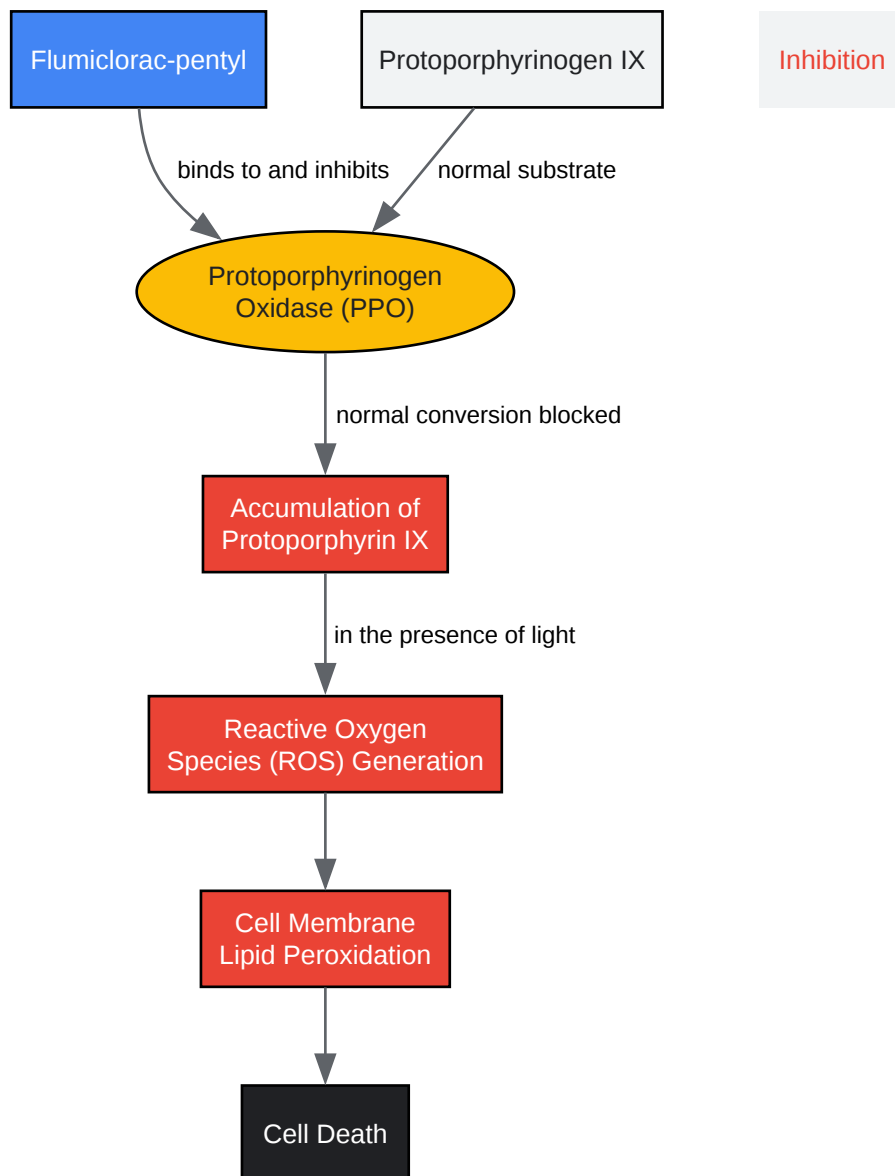 Flumiclorac-pentyl
Protoporphyrinogen IX
Inhibition
binds to and inhibits
normal substrate
Protoporphyrinogen
Oxidase (PPO)
normal conversion blocked
Accumulation of
Protoporphyrin IX
in the presence of light
Reactive Oxygen
Species (ROS) Generation
Cell Membrane
Lipid Peroxidation
Cell Death